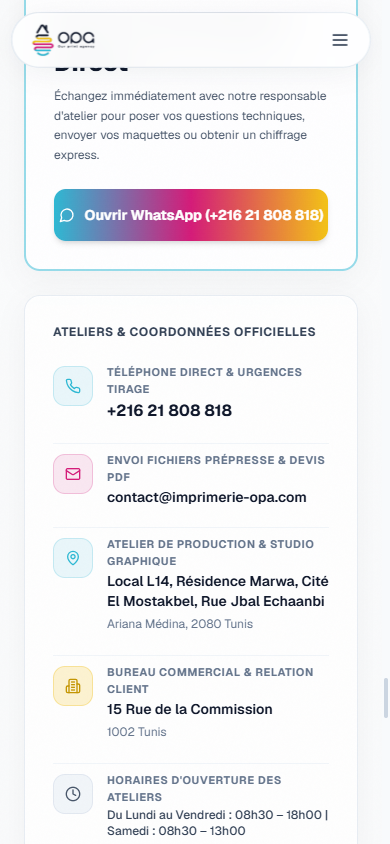 opa
Our print agency
Direct
Échangez immédiatement avec notre responsable
d'atelier pour poser vos questions techniques,
envoyer vos maquettes ou obtenir un chiffrage
express.
Ouvrir WhatsApp (+216 21 808 818)
ATELIERS & COORDONNÉES OFFICIELLES
TÉLÉPHONE DIRECT & URGENCES
TIRAGE
+216 21 808 818
ENVOI FICHIERS PRÉPRESSE & DEVIS
PDF
contact@imprimerie-opa.com
ATELIER DE PRODUCTION & STUDIO
GRAPHIQUE
Local L14, Résidence Marwa, Cité
El Mostakbel, Rue Jbal Echaanbi
Ariana Médina, 2080 Tunis
BUREAU COMMERCIAL & RELATION
CLIENT
15 Rue de la Commission
1002 Tunis
HORAIRES D'OUVERTURE DES
ATELIERS
Du Lundi au Vendredi : 08h30 – 18h00 |
Samedi : 08h30 – 13h00